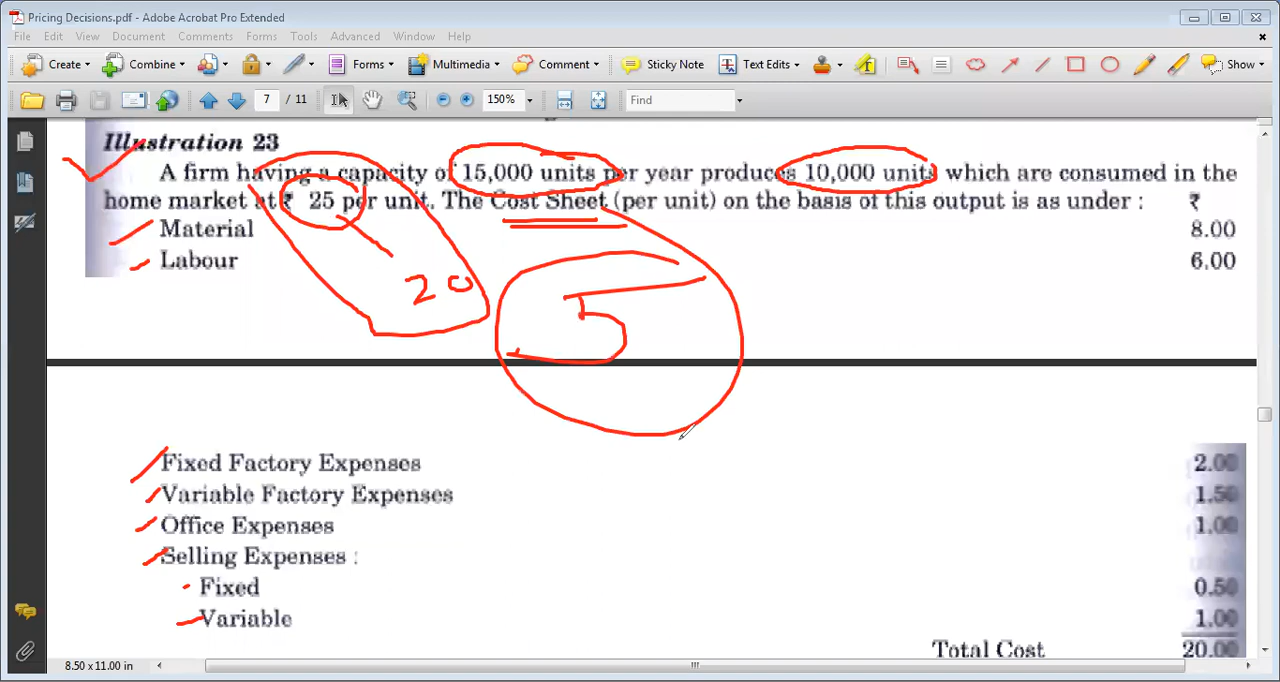 Pricing Decisions.pdf - Adobe Acrobat Pro Extended
File Edit View Document Comments Forms Tools Advanced Window Help
Create Combine Forms Multimedia Comment Sticky Note Text Edits Show
7 / 11 150% Find
Illustration 23
A firm having a capacity of 15,000 units per year produces 10,000 units which are consumed in the
home market at ₹ 25 per unit. The Cost Sheet (per unit) on the basis of this output is as under : ₹
Material 8.00
Labour 6.00
20
5
Fixed Factory Expenses 2.00
Variable Factory Expenses 1.50
Office Expenses 1.00
Selling Expenses :
Fixed 0.50
Variable 1.00
Total Cost 20.00
8.50 x 11.00 in